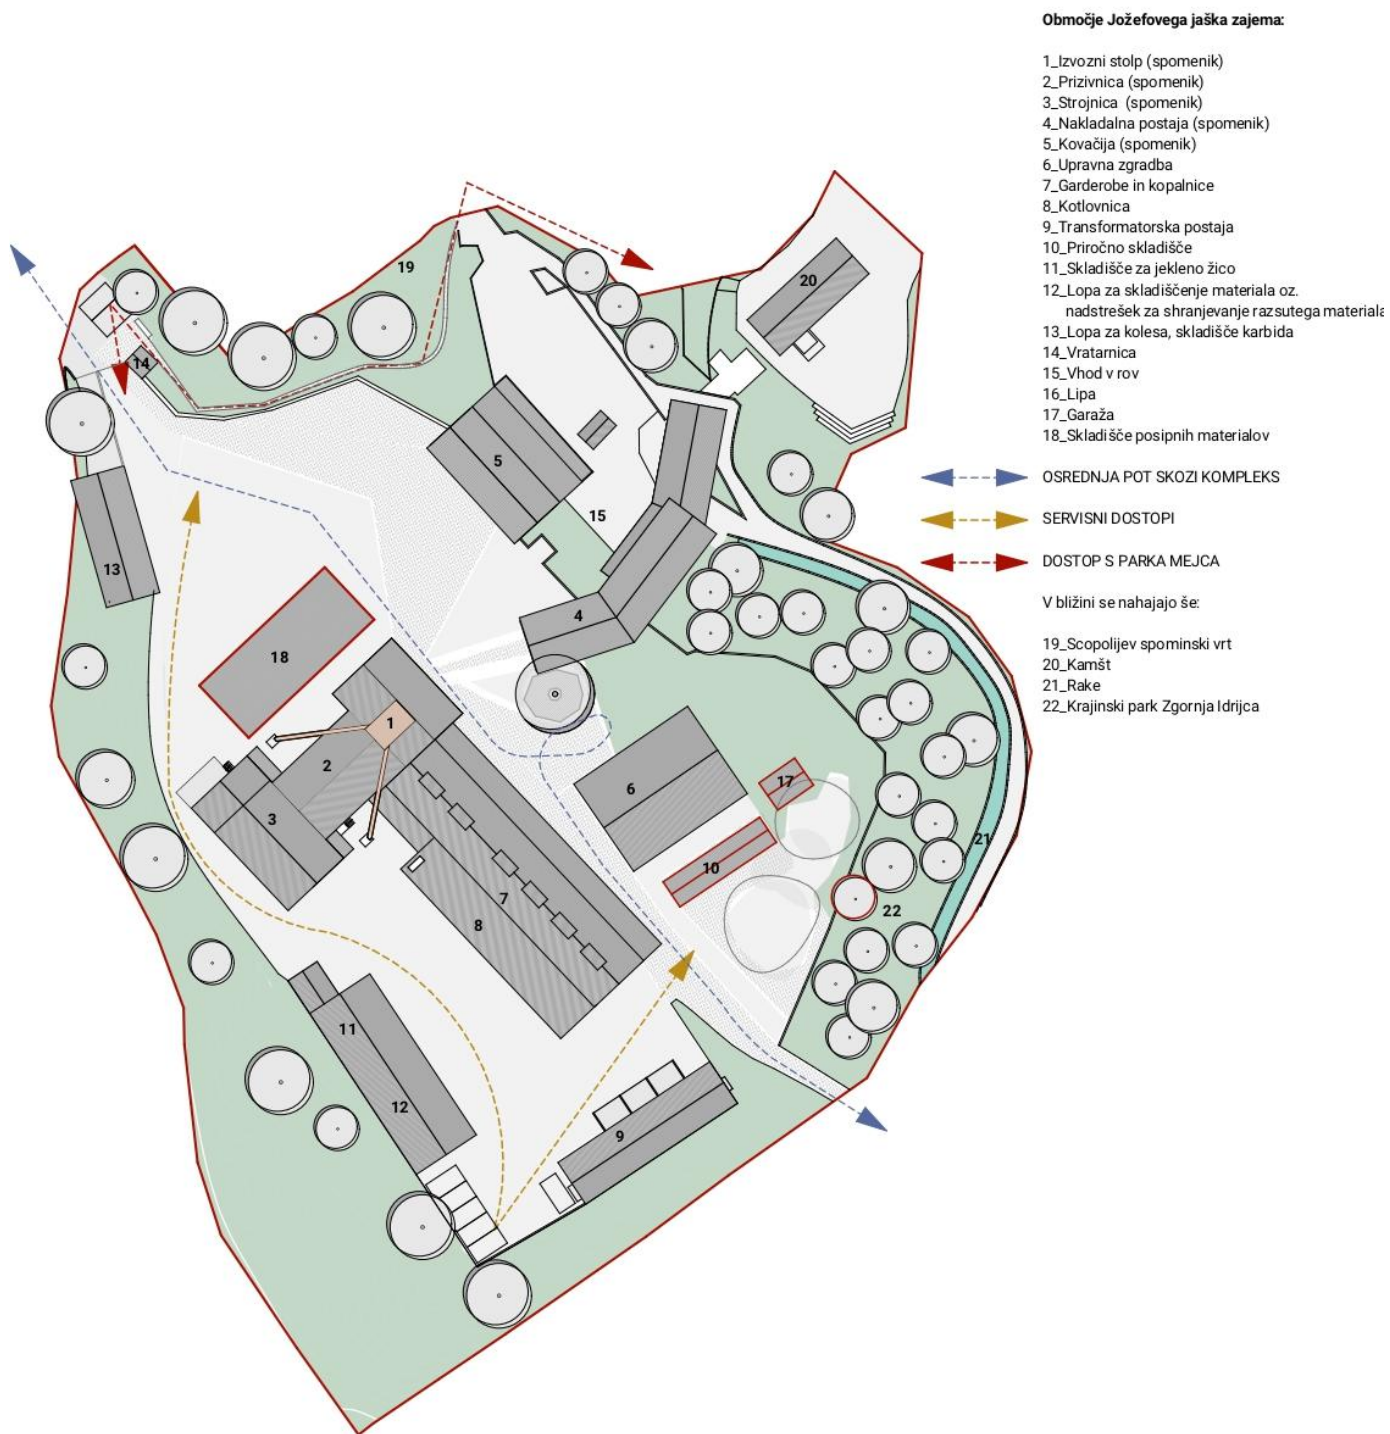 Območje Jožefovega jaška zajema:
1_Izvozni stolp (spomenik)
2_Prizivnica (spomenik)
3_Strojnica (spomenik)
4_Nakladalna postaja (spomenik)
5_Kovačija (spomenik)
6_Upravna zgradba
7_Garderobe in kopalnice
8_Kotlovnica
9_Transformatorska postaja
10_Priročno skladišče
11_Skladišče za jekleno žico
12_Lopa za skladiščenje materiala oz.
nadstrešek za shranjevanje razsutega materiala
13_Lopa za kolesa, skladišče karbida
14_Vratarnica
15_Vhod v rov
16_Lipa
17_Garaža
18_Skladišče posipnih materialov
OSREDNJA POT SKOZI KOMPLEKS
SERVISNI DOSTOPI
DOSTOP S PARKA MEJCA
V bližini se nahajajo še:
19_Scopolijev spominski vrt
20_Kamšt
21_Rake
22_Krajinski park Zgornja Idrijca
19
20
14
5
15
13
4
18
1
2
3
6
17
10
21
7
8
22
11
12
9